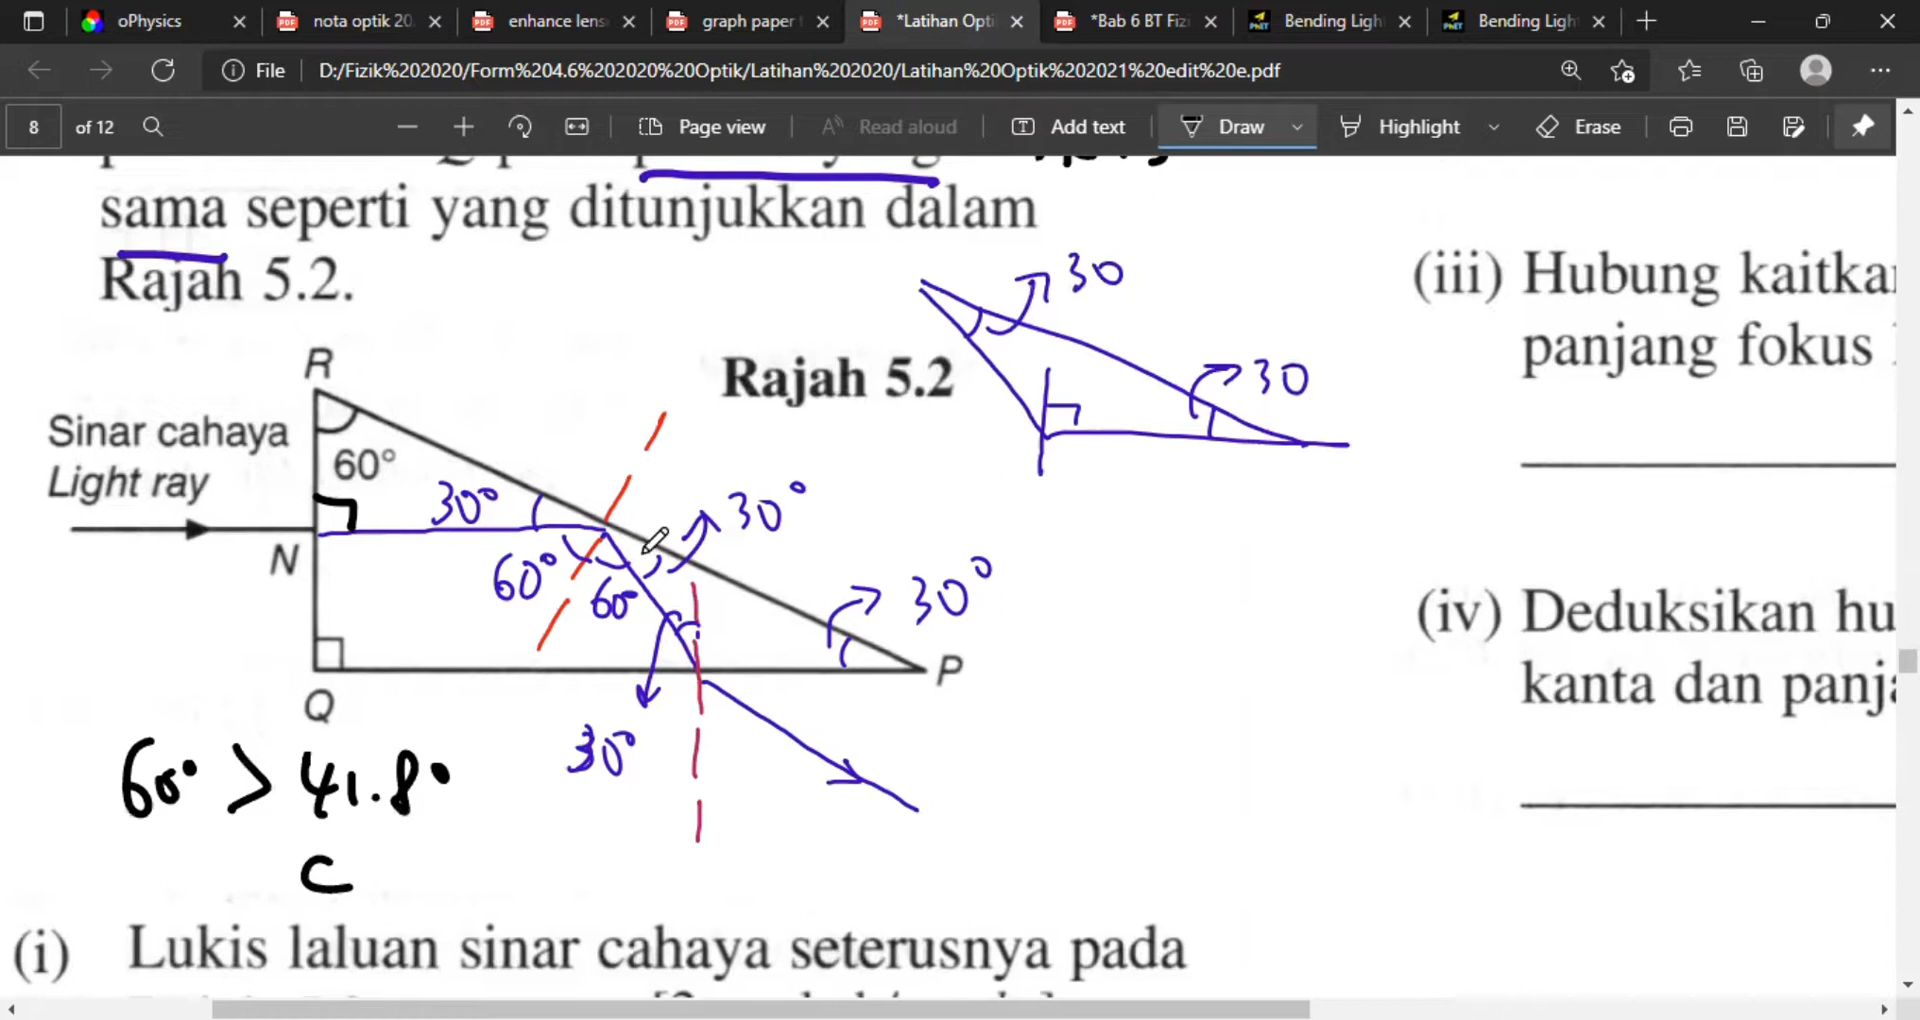 oPhysics
nota optik 20
enhance lens
graph paper
*Latihan Opti
*Bab 6 BT Fizi
Bending Ligh
Bending Ligh
File
D:/Fizik%202020/Form%204.6%202020%20Optik/Latihan%202020/Latihan%20Optik%202021%20edit%20e.pdf
8 of 12
Page view
Read aloud
Add text
Draw
Highlight
Erase
sama seperti yang ditunjukkan dalam
Rajah 5.2.
Rajah 5.2
30
30
R
Sinar cahaya
Light ray
60°
30°
30°
N
60°
60°
30°
P
Q
30°
60° > 41.8°
C
(i) Lukis laluan sinar cahaya seterusnya pada
(iii) Hubung kaitka
panjang fokus
(iv) Deduksikan hu
kanta dan panj